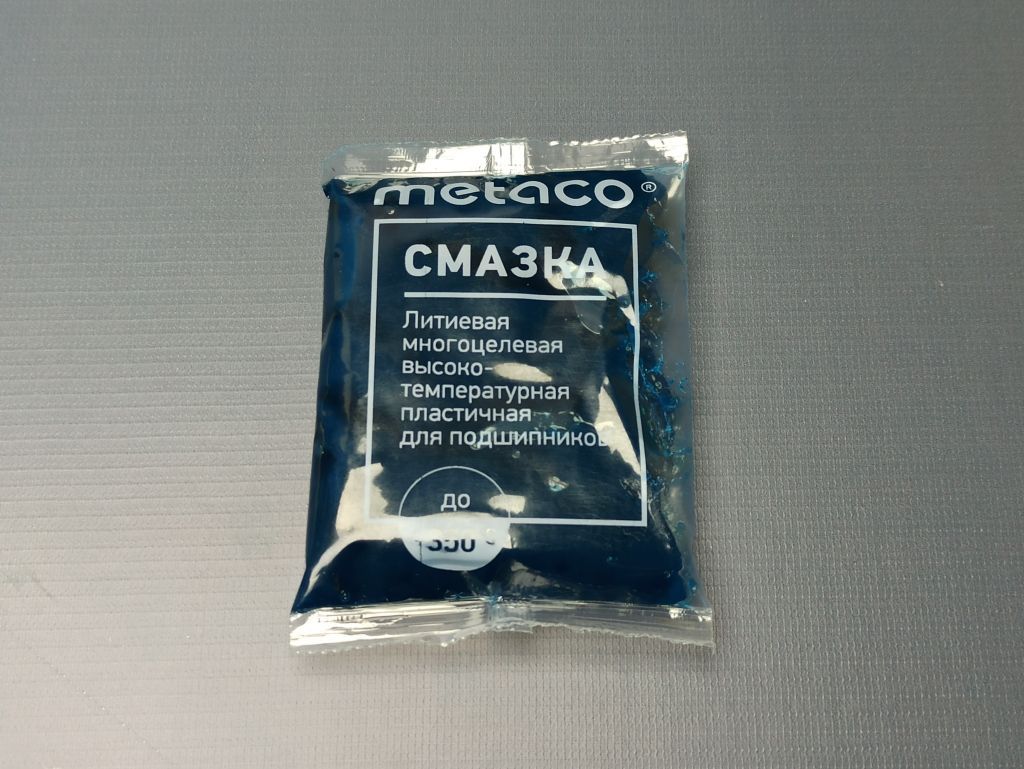 metaco®
СМАЗКА
Литиевая
многоцелевая
высоко-
температурная
пластичная
для подшипников
до